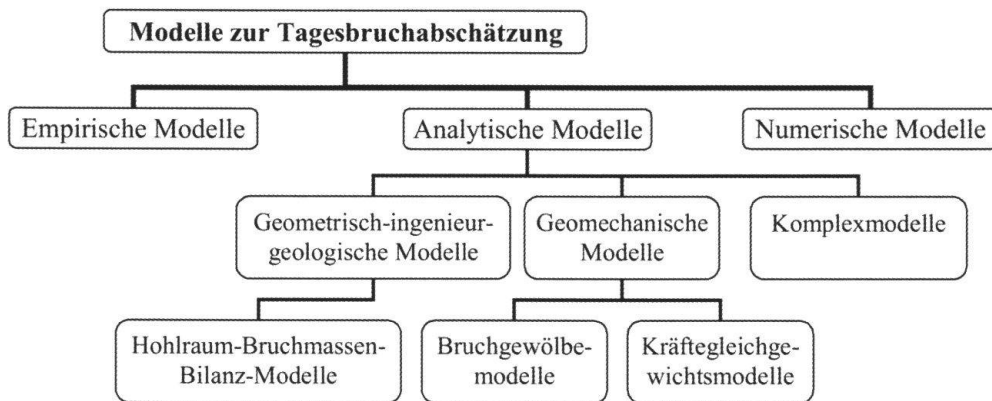 Modelle zur Tagesbruchabschätzung
Empirische Modelle
Analytische Modelle
Numerische Modelle
Geometrisch-ingenieur-
geologische Modelle
Geomechanische
Modelle
Komplexmodelle
Hohlraum-Bruchmassen-
Bilanz-Modelle
Bruchgewölbe-
modelle
Kräftegleichge-
wichtsmodelle